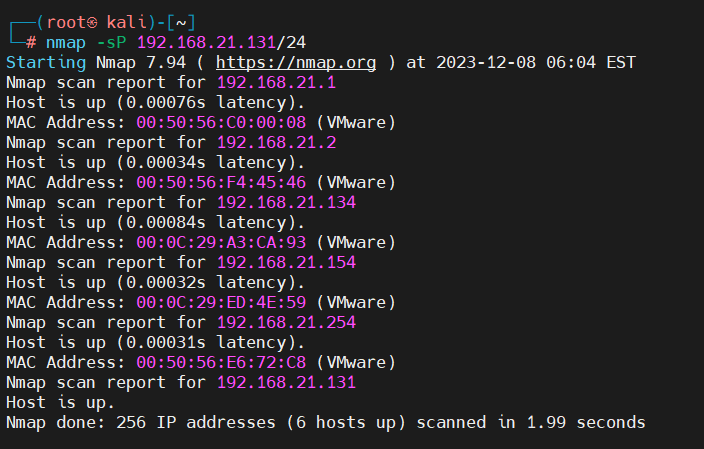 ┌──(root㉿ kali)-[~]
└─# nmap -sP 192.168.21.131/24
Starting Nmap 7.94 ( https://nmap.org ) at 2023-12-08 06:04 EST
Nmap scan report for 192.168.21.1
Host is up (0.00076s latency).
MAC Address: 00:50:56:C0:00:08 (VMware)
Nmap scan report for 192.168.21.2
Host is up (0.00034s latency).
MAC Address: 00:50:56:F4:45:46 (VMware)
Nmap scan report for 192.168.21.134
Host is up (0.00084s latency).
MAC Address: 00:0C:29:A3:CA:93 (VMware)
Nmap scan report for 192.168.21.154
Host is up (0.00032s latency).
MAC Address: 00:0C:29:ED:4E:59 (VMware)
Nmap scan report for 192.168.21.254
Host is up (0.00031s latency).
MAC Address: 00:50:56:E6:72:C8 (VMware)
Nmap scan report for 192.168.21.131
Host is up.
Nmap done: 256 IP addresses (6 hosts up) scanned in 1.99 seconds